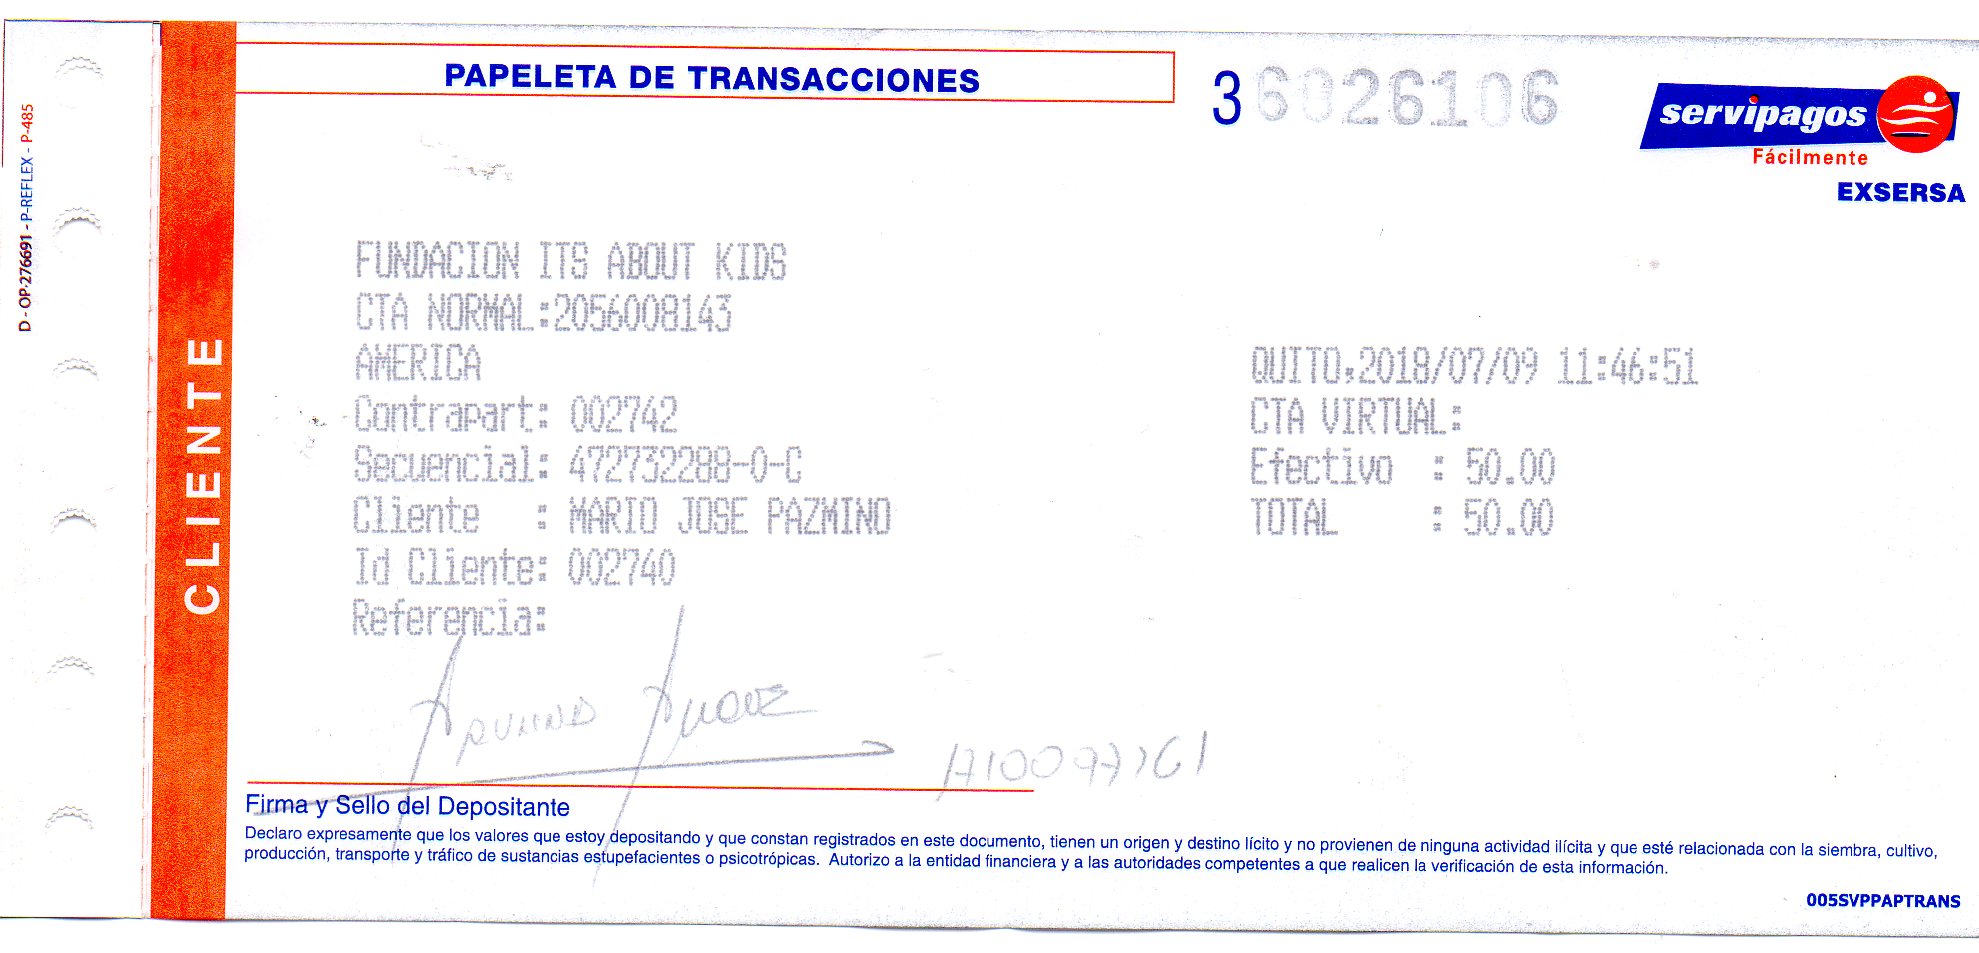 PAPELETA DE TRANSACCIONES
36026106
servipagos
Fácilmente
EXSERSA
D - OP-276691 - P-REFLEX - P-485
CLIENTE
FUNDACION ITS ABOUT KIDS
CTA NORMAL:2056008143
AMERICA
Contrapart: 002742
Secuencial: 47273228B-O-C
Cliente : MARIO JOSE PAZMINO
Id Cliente: 002740
Referencia:
QUITO,2018/07/09 11:46:51
CTA VIRTUAL:
Efectivo : 50.00
TOTAL : 50.00
Firma y Sello del Depositante
Declaro expresamente que los valores que estoy depositando y que constan registrados en este documento, tienen un origen y destino lícito y no provienen de ninguna actividad ilícita y que esté relacionada con la siembra, cultivo,
producción, transporte y tráfico de sustancias estupefacientes o psicotrópicas. Autorizo a la entidad financiera y a las autoridades competentes a que realicen la verificación de esta información.
005SVPPAPTRANS